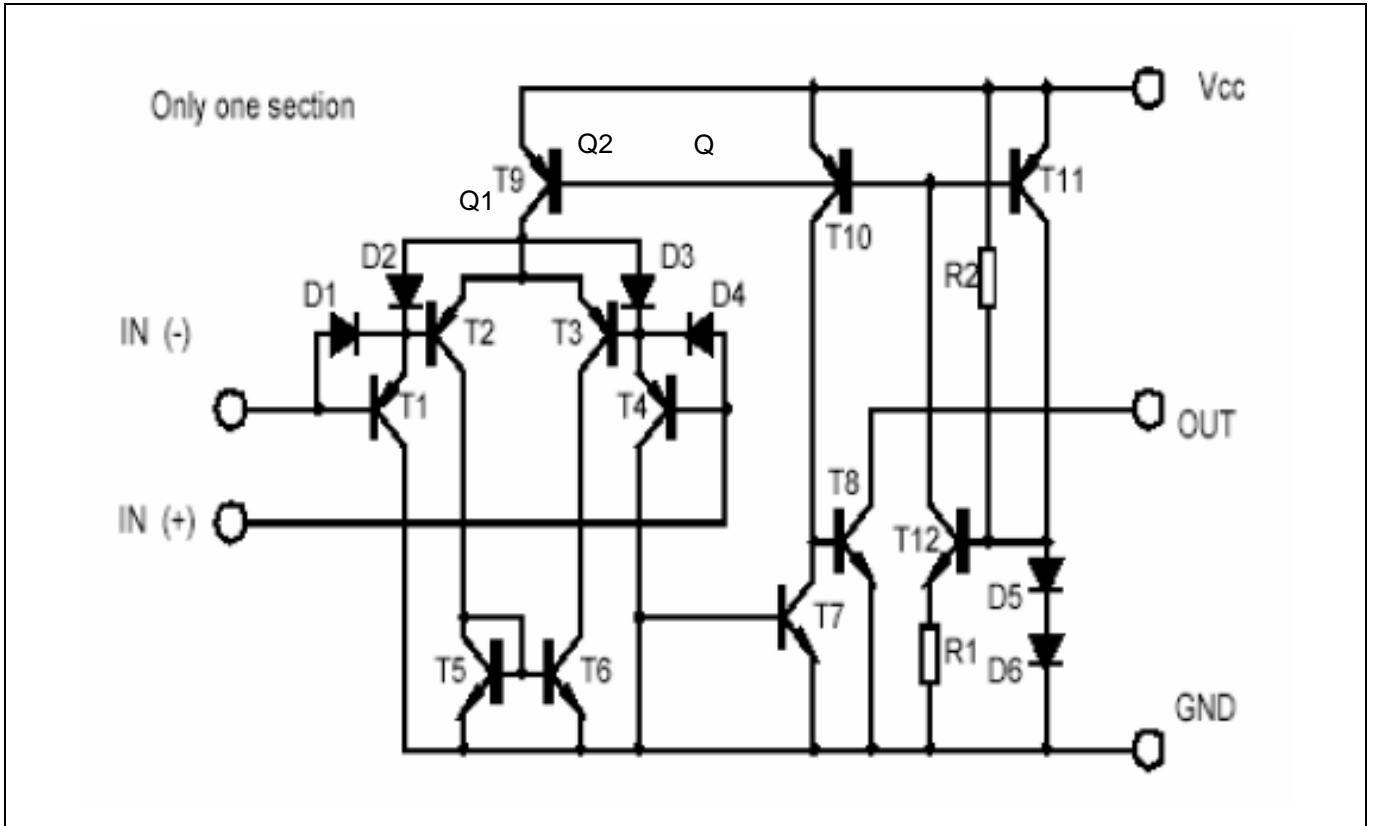 Only one section
Vcc
Q2
Q
T9
T11
Q1
T10
D2
D3
R2
D1
D4
IN (-)
T2
T3
T1
T4
OUT
T8
IN (+)
T12
D5
T7
T5
T6
R1
D6
GND